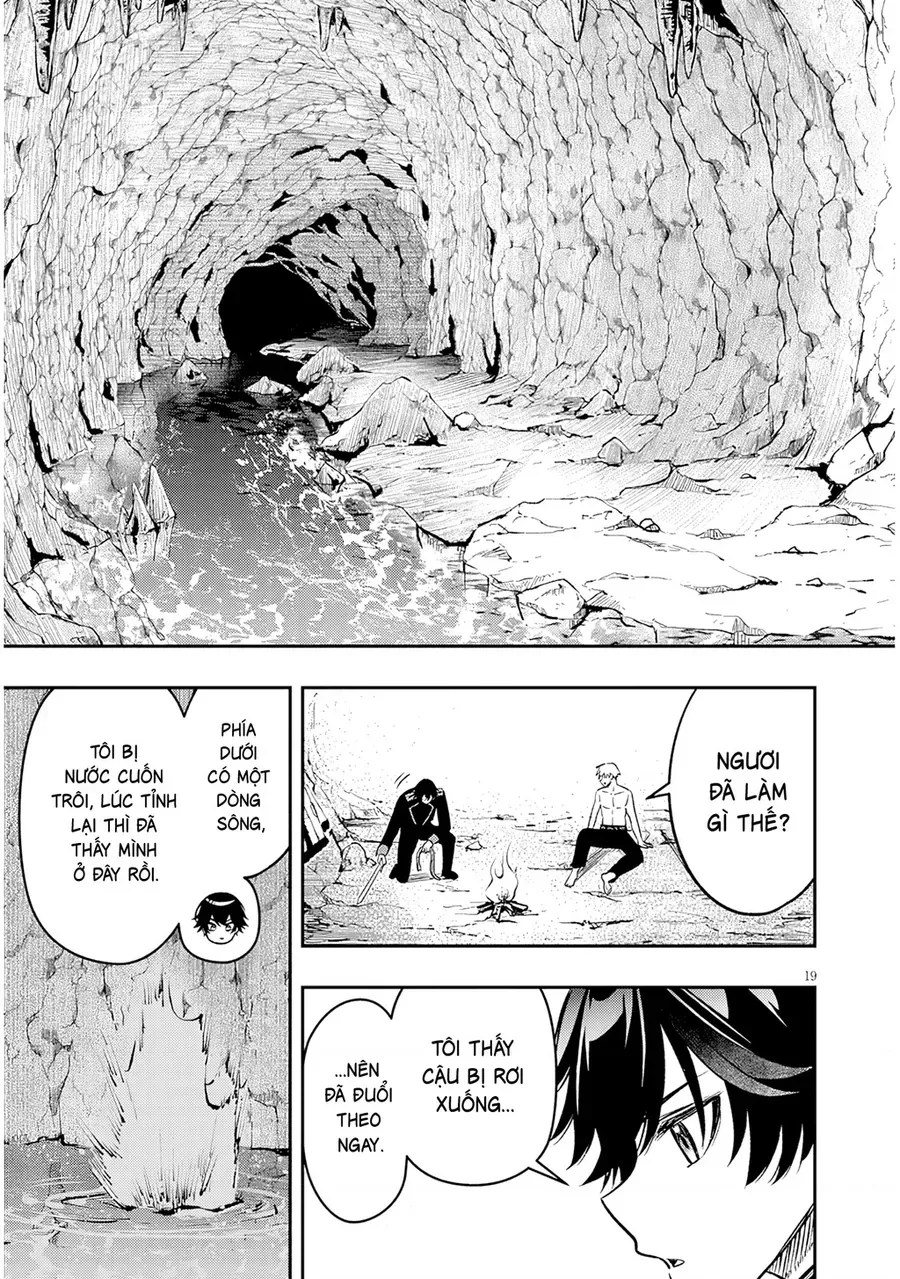 NGƯƠI
ĐÃ LÀM
GÌ THẾ?
19
TÔI THẤY
CẬU BỊ RƠI
XUỐNG...
...NÊN
ĐÃ ĐUỔI
THEO
NGAY.
PHÍA
DƯỚI
CÓ MỘT
DÒNG
SÔNG,
TÔI BỊ
NƯỚC CUỐN
TRÔI, LÚC TỈNH
LẠI THÌ ĐÃ
THẤY MÌNH
Ở ĐÂY RỒI.